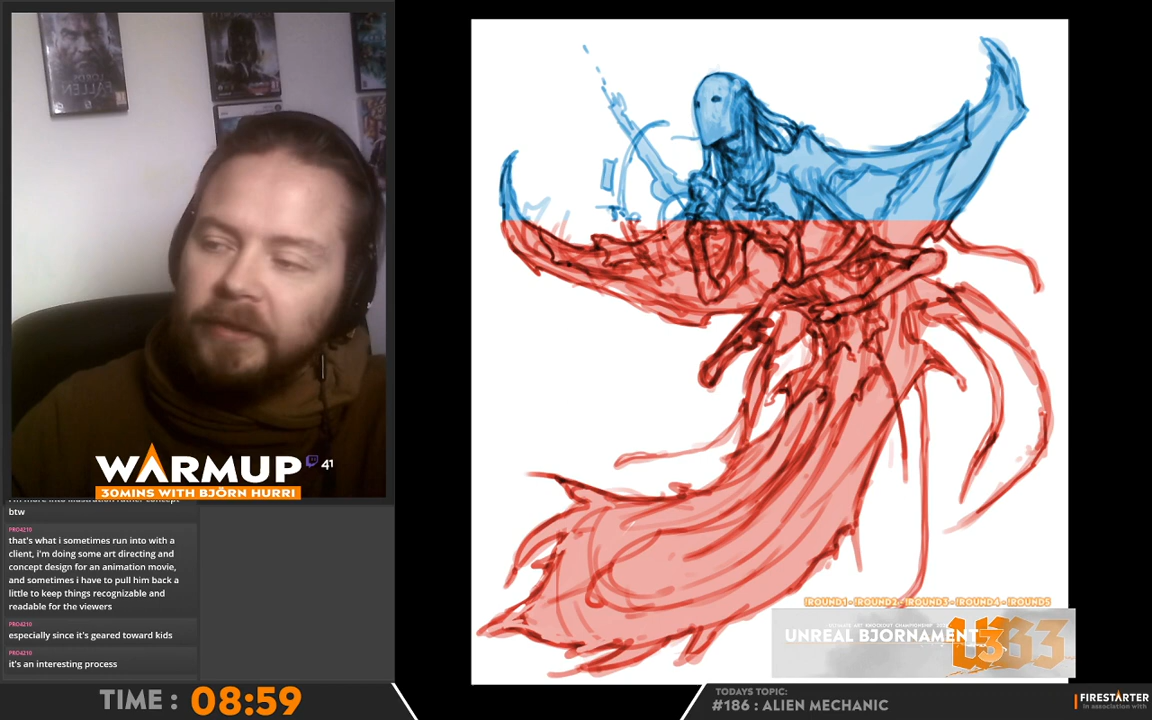 LORDS
FALLEN
WARMUP 41
30MINS WITH BJÖRN HURRI
btw
PRO4210
that's what i sometimes run into with a
client, i'm doing some art directing and
concept design for an animation movie,
and sometimes i have to pull him back a
little to keep things recognizable and
readable for the viewers
PRO4210
especially since it's geared toward kids
PRO4210
it's an interesting process
!ROUND1 - !ROUND2 - !ROUND3 - !ROUND4 - !ROUND5
UNREAL BJORNAMENT
U3B3
TIME : 08:59
TODAYS TOPIC:
#186 : ALIEN MECHANIC
FIRESTARTER
in association with